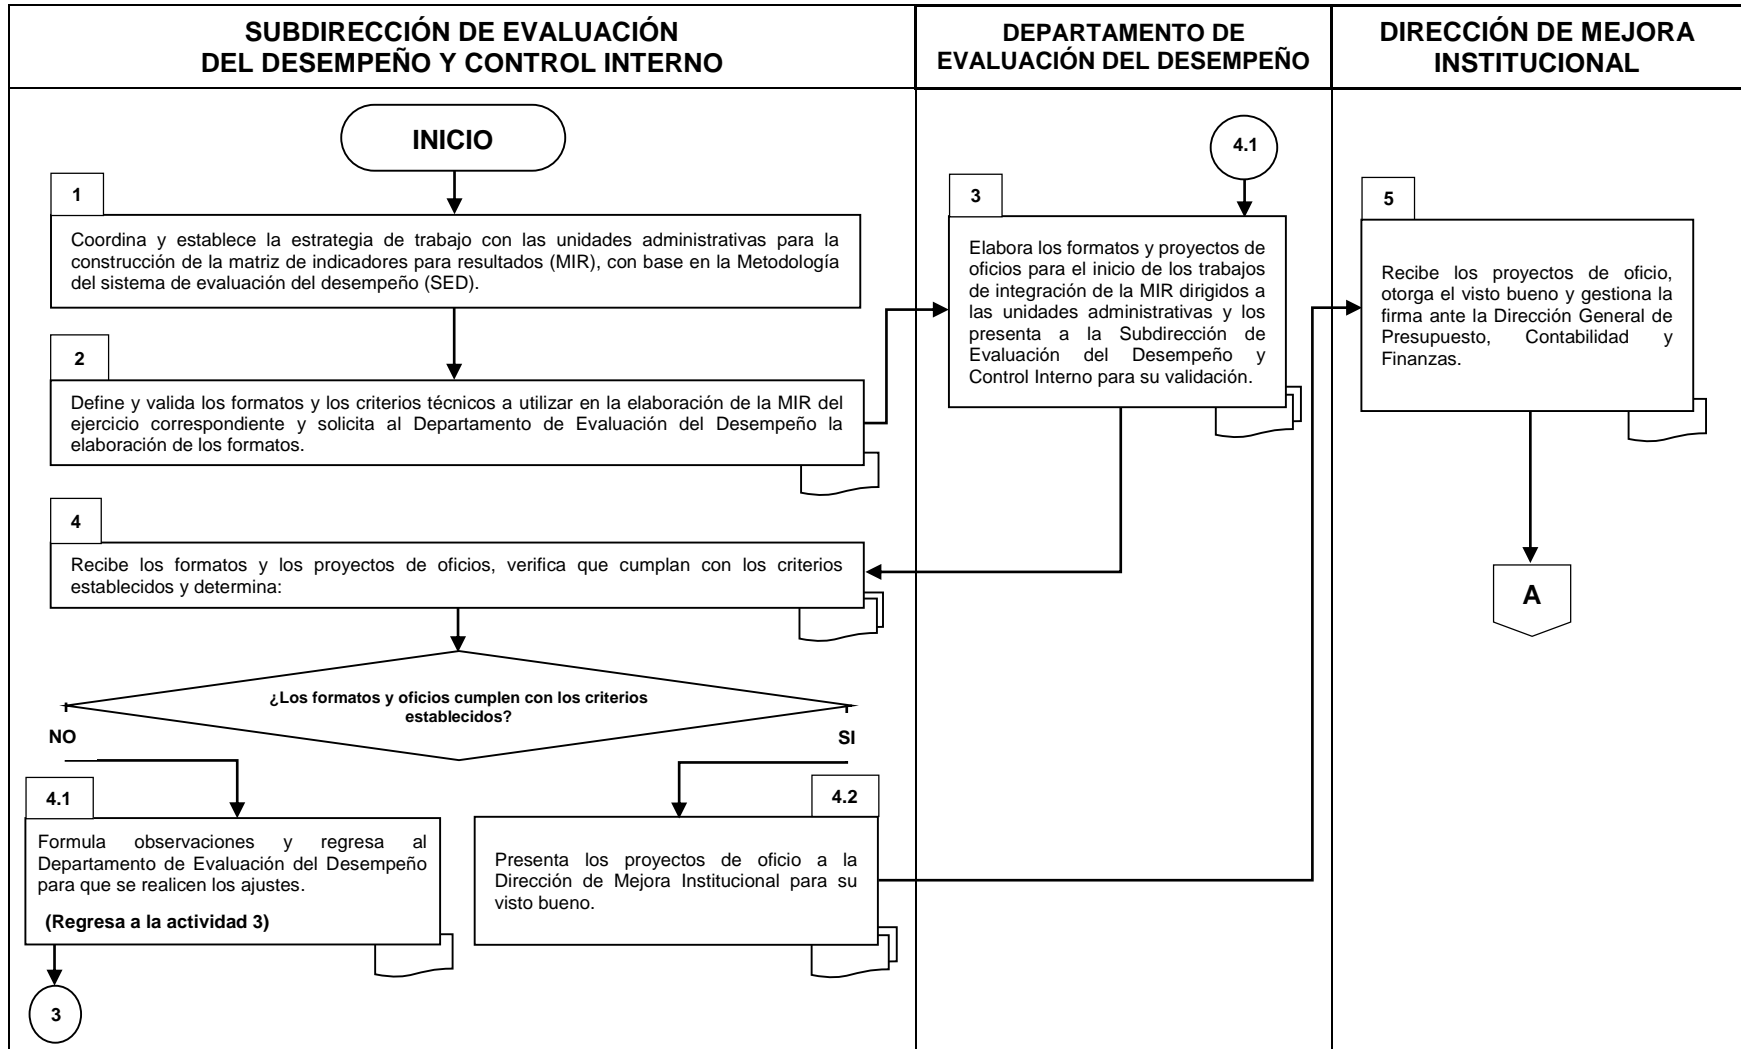 SUBDIRECCIÓN DE EVALUACIÓN
DEL DESEMPEÑO Y CONTROL INTERNO
DEPARTAMENTO DE
EVALUACIÓN DEL DESEMPEÑO
DIRECCIÓN DE MEJORA
INSTITUCIONAL
INICIO
1
Coordina y establece la estrategia de trabajo con las unidades administrativas para la
construcción de la matriz de indicadores para resultados (MIR), con base en la Metodología
del sistema de evaluación del desempeño (SED).
2
Define y valida los formatos y los criterios técnicos a utilizar en la elaboración de la MIR del
ejercicio correspondiente y solicita al Departamento de Evaluación del Desempeño la
elaboración de los formatos.
4.1
3
Elabora los formatos y proyectos de
oficios para el inicio de los trabajos
de integración de la MIR dirigidos a
las unidades administrativas y los
presenta a la Subdirección de
Evaluación del Desempeño y
Control Interno para su validación.
4
Recibe los formatos y los proyectos de oficios, verifica que cumplan con los criterios
establecidos y determina:
¿Los formatos y oficios cumplen con los criterios
establecidos?
NO
SI
4.1
Formula observaciones y regresa al
Departamento de Evaluación del Desempeño
para que se realicen los ajustes.
(Regresa a la actividad 3)
3
4.2
Presenta los proyectos de oficio a la
Dirección de Mejora Institucional para su
visto bueno.
5
Recibe los proyectos de oficio,
otorga el visto bueno y gestiona la
firma ante la Dirección General de
Presupuesto, Contabilidad y
Finanzas.
A